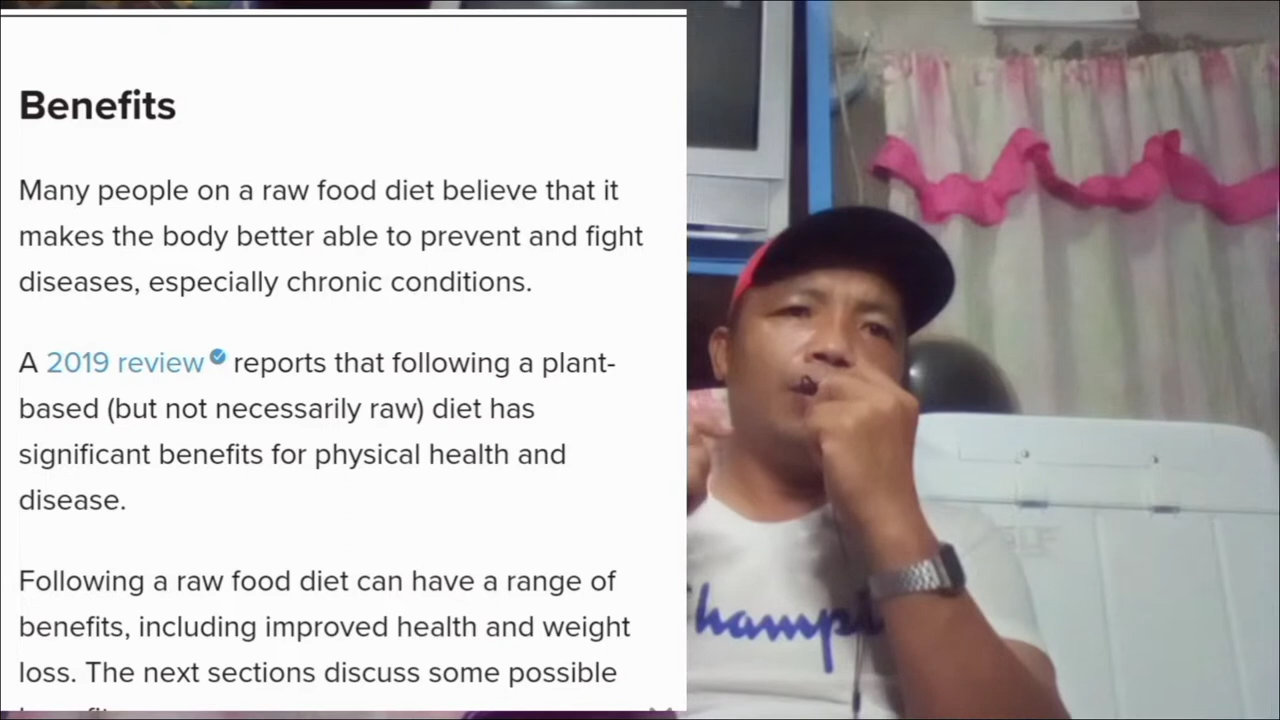 Benefits
Many people on a raw food diet believe that it
makes the body better able to prevent and fight
diseases, especially chronic conditions.
A 2019 review reports that following a plant-
based (but not necessarily raw) diet has
significant benefits for physical health and
disease.
Following a raw food diet can have a range of
benefits, including improved health and weight
loss. The next sections discuss some possible